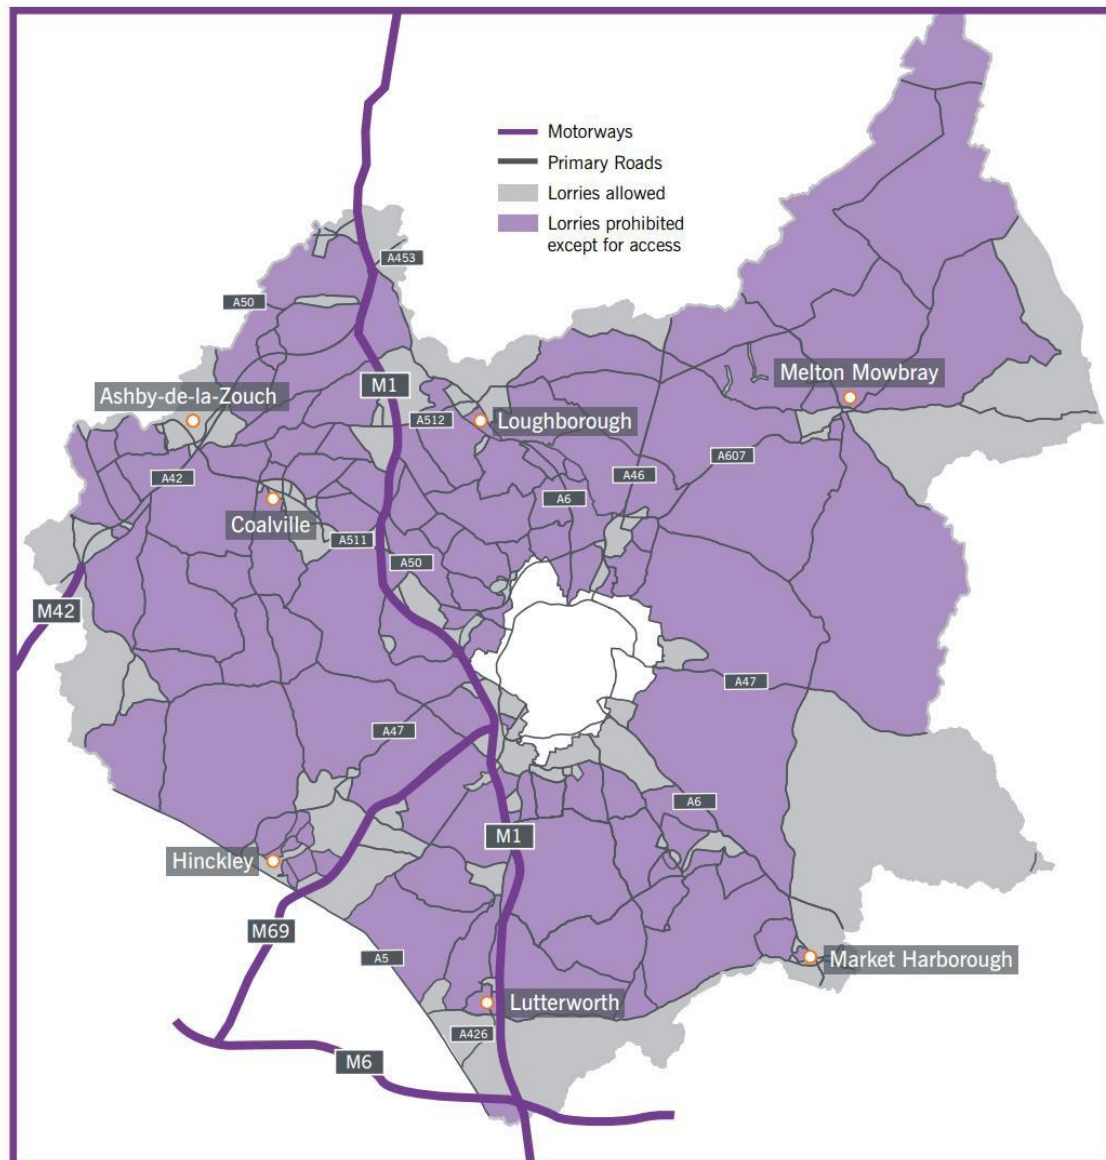 Motorways
Primary Roads
Lorries allowed
Lorries prohibited
except for access
A453
A50
Melton Mowbray
M1
Ashby-de-la-Zouch
A512
Loughborough
A607
A42
A46
A6
Coalville
A511
A50
M42
A47
A47
A6
M1
Hinckley
M69
A5
Market Harborough
Lutterworth
A426
M6